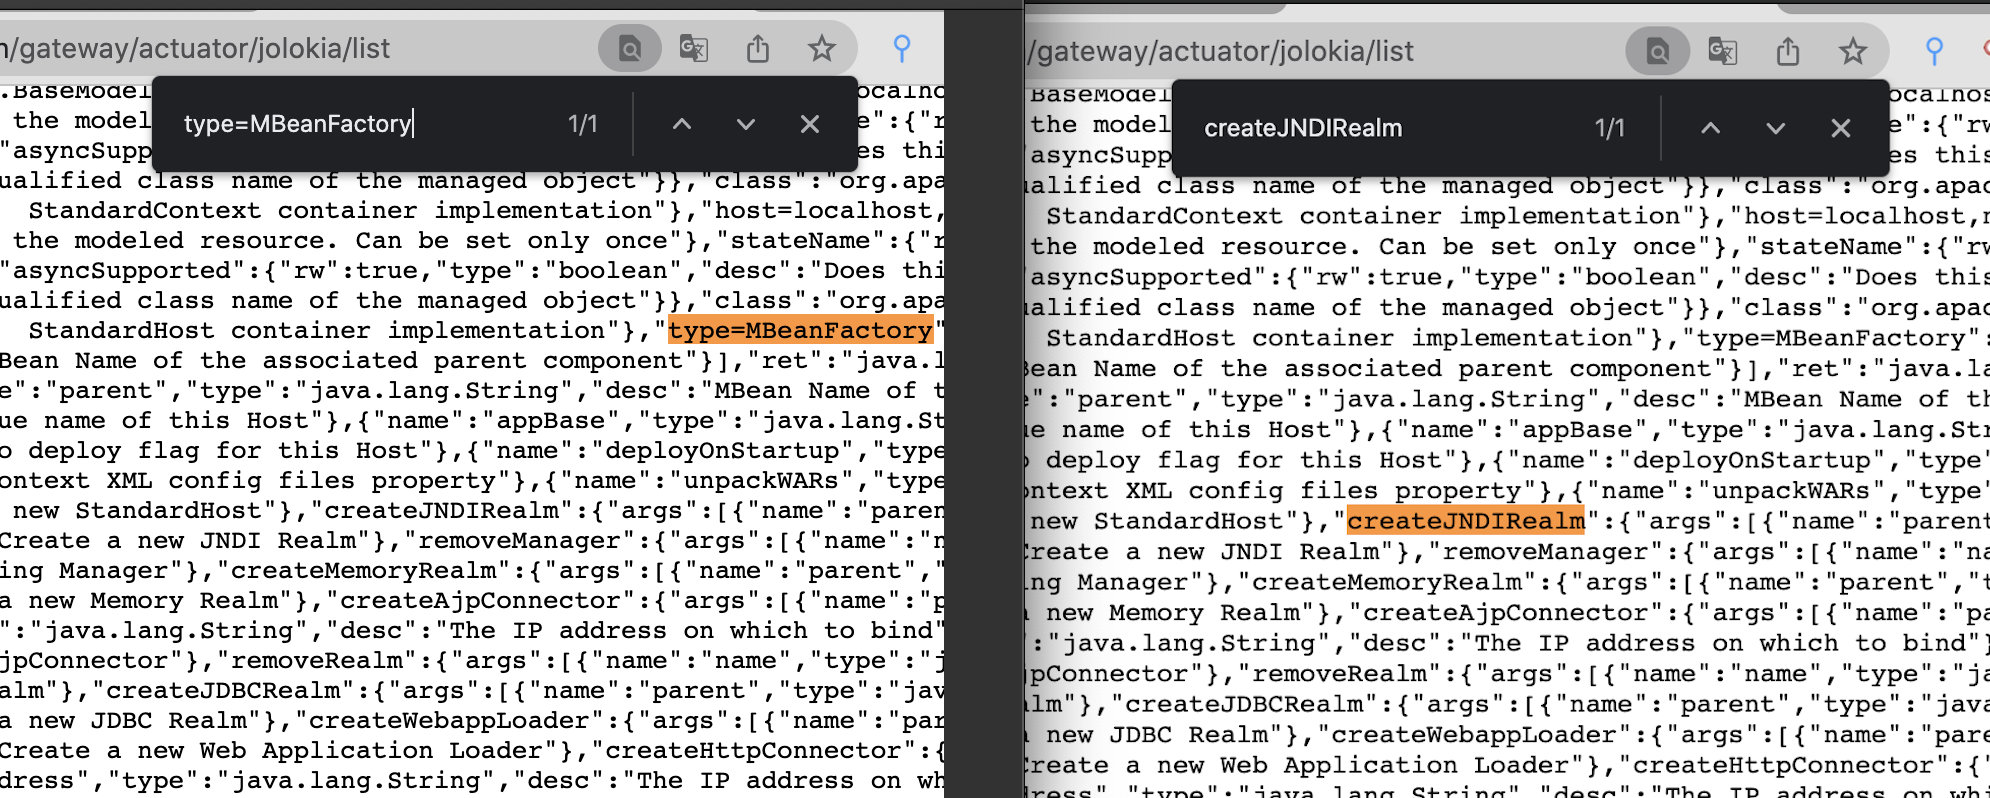 n/gateway/actuator/jolokia/list
type=MBeanFactory 1/1
.BaseModel ocalho
the model e":{"r
"asyncSupp es thi
ualified class name of the managed object"}},"class":"org.apa
StandardContext container implementation"},"host=localhost,
the modeled resource. Can be set only once"},"stateName":{"r
"asyncSupported":{"rw":true,"type":"boolean","desc":"Does thi
ualified class name of the managed object"}},"class":"org.apa
StandardHost container implementation"},"type=MBeanFactory"
Bean Name of the associated parent component"}],"ret":"java.l
e":"parent","type":"java.lang.String","desc":"MBean Name of t
ue name of this Host"},{"name":"appBase","type":"java.lang.St
o deploy flag for this Host"},{"name":"deployOnStartup","type
ontext XML config files property"},{"name":"unpackWARs","type
new StandardHost"},"createJNDIRealm":{"args":[{"name":"paren
Create a new JNDI Realm"},"removeManager":{"args":[{"name":"n
ing Manager"},"createMemoryRealm":{"args":[{"name":"parent","
a new Memory Realm"},"createAjpConnector":{"args":[{"name":"p
":"java.lang.String","desc":"The IP address on which to bind"
jpConnector"},"removeRealm":{"args":[{"name":"name","type":"j
alm"},"createJDBCRealm":{"args":[{"name":"parent","type":"jav
a new JDBC Realm"},"createWebappLoader":{"args":[{"name":"par
Create a new Web Application Loader"},"createHttpConnector":{
dress","type":"java.lang.String","desc":"The IP address on wh
/gateway/actuator/jolokia/list
createJNDIRealm 1/1
BaseModel ocalhos
the model e":{"rw
asyncSupp es this
alified class name of the managed object"}},"class":"org.apac
StandardContext container implementation"},"host=localhost,n
the modeled resource. Can be set only once"},"stateName":{"rw
asyncSupported":{"rw":true,"type":"boolean","desc":"Does this
alified class name of the managed object"}},"class":"org.apac
StandardHost container implementation"},"type=MBeanFactory":
Bean Name of the associated parent component"}],"ret":"java.la
e":"parent","type":"java.lang.String","desc":"MBean Name of th
e name of this Host"},{"name":"appBase","type":"java.lang.Str
deploy flag for this Host"},{"name":"deployOnStartup","type"
ntext XML config files property"},{"name":"unpackWARs","type"
new StandardHost"},"createJNDIRealm":{"args":[{"name":"parent
Create a new JNDI Realm"},"removeManager":{"args":[{"name":"na
ng Manager"},"createMemoryRealm":{"args":[{"name":"parent","t
new Memory Realm"},"createAjpConnector":{"args":[{"name":"pa
:"java.lang.String","desc":"The IP address on which to bind"}
pConnector"},"removeRealm":{"args":[{"name":"name","type":"ja
lm"},"createJDBCRealm":{"args":[{"name":"parent","type":"java
new JDBC Realm"},"createWebappLoader":{"args":[{"name":"pare
Create a new Web Application Loader"},"createHttpConnector":{"
ress","type":"java.lang.String","desc":"The IP address on whi